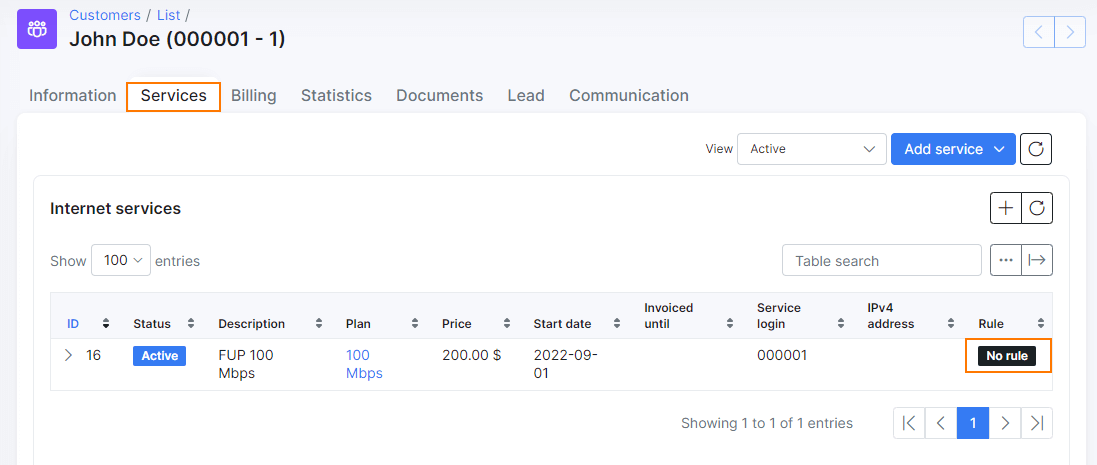 Customers / List /
John Doe (000001 - 1)
Information Services Billing Statistics Documents Lead Communication
View Active Add service
Internet services
Show 100 entries
Table search
ID Status Description Plan Price Start date Invoiced until Service login IPv4 address Rule
16 Active FUP 100 Mbps 100 Mbps 200.00 $ 2022-09-01 000001 No rule
Showing 1 to 1 of 1 entries
1